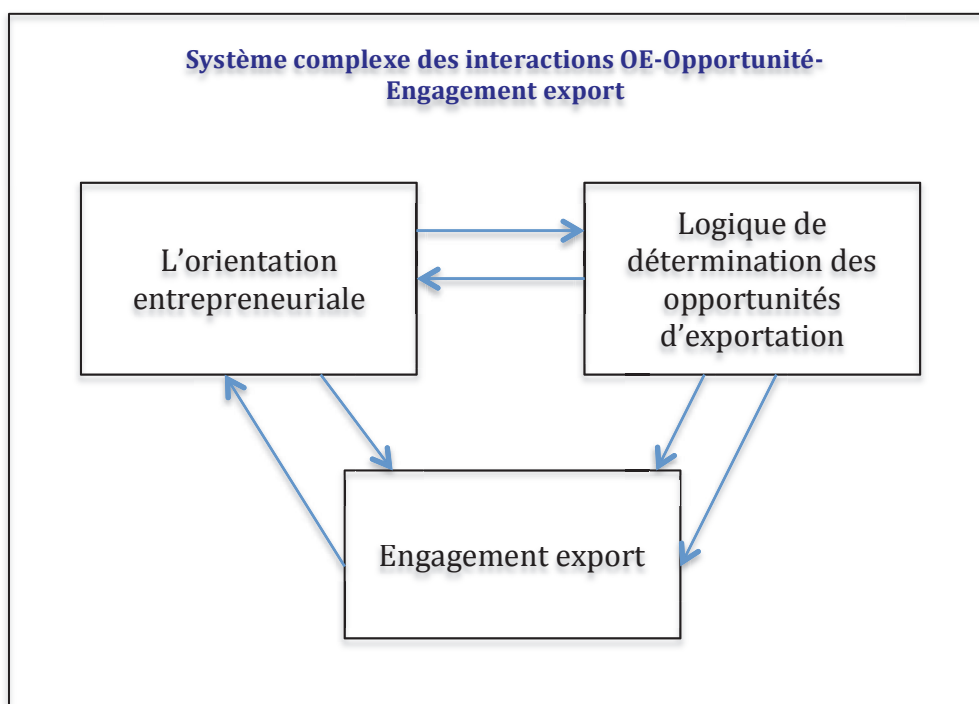 Système complexe des interactions OE-Opportunité-
Engagement export
L’orientation
entrepreneuriale
Logique de
détermination des
opportunités
d’exportation
Engagement export